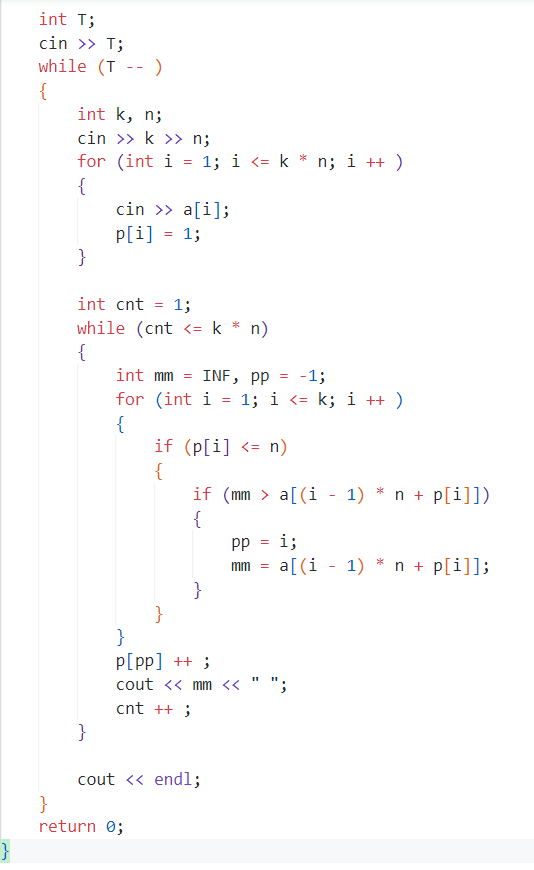 int T;
cin >> T;
while (T -- )
{
    int k, n;
    cin >> k >> n;
    for (int i = 1; i <= k * n; i ++ )
    {
        cin >> a[i];
        p[i] = 1;
    }

    int cnt = 1;
    while (cnt <= k * n)
    {
        int mm = INF, pp = -1;
        for (int i = 1; i <= k; i ++ )
        {
            if (p[i] <= n)
            {
                if (mm > a[(i - 1) * n + p[i]])
                {
                    pp = i;
                    mm = a[(i - 1) * n + p[i]];
                }
            }
        }
        p[pp] ++ ;
        cout << mm << " ";
        cnt ++ ;
    }

    cout << endl;
}
return 0;
}